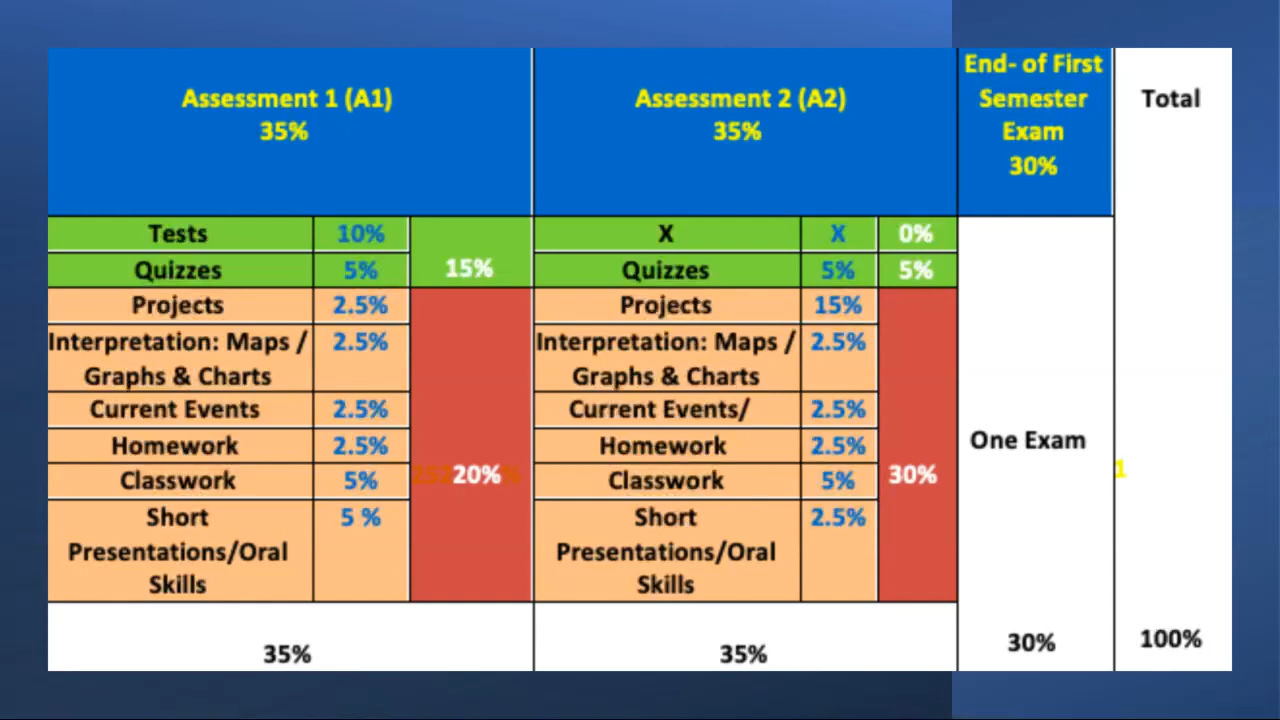 Assessment 1 (A1)
35%
Assessment 2 (A2)
35%
End- of First
Semester
Exam
30%
Total
Tests 10%
Quizzes 5%
15%
Projects 2.5%
Interpretation: Maps / 2.5%
Graphs & Charts
Current Events 2.5%
Homework 2.5%
Classwork 5%
20%
Short 5 %
Presentations/Oral
Skills
35%
X X 0%
Quizzes 5% 5%
Projects 15%
Interpretation: Maps / 2.5%
Graphs & Charts
Current Events/ 2.5%
Homework 2.5%
Classwork 5%
30%
Short 2.5%
Presentations/Oral
Skills
35%
One Exam
30%
1
100%